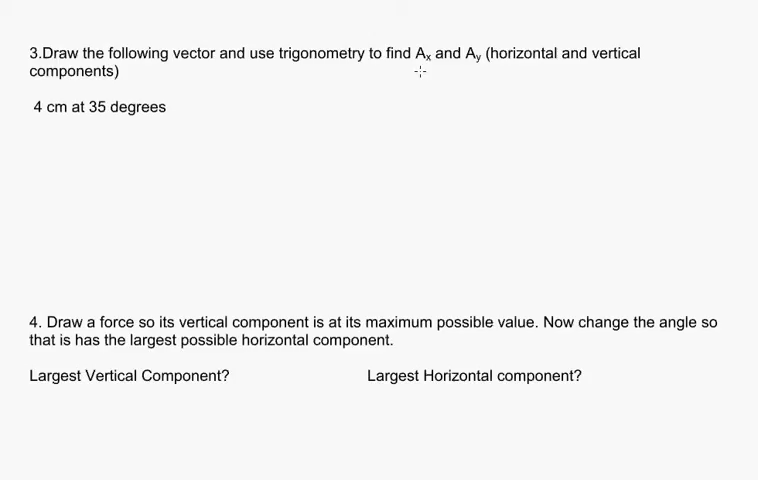 3.Draw the following vector and use trigonometry to find Ax and Ay (horizontal and vertical
components)
4 cm at 35 degrees
4. Draw a force so its vertical component is at its maximum possible value. Now change the angle so
that is has the largest possible horizontal component.
Largest Vertical Component?
Largest Horizontal component?